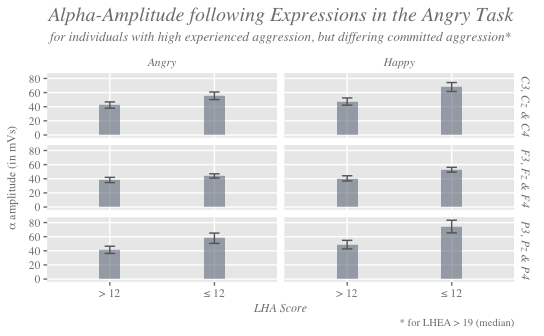 Alpha-Amplitude following Expressions in the Angry Task
for individuals with high experienced aggression, but differing committed aggression*
Angry
Happy
80
60
40
20
0
C3, Cz & C4
80
60
40
20
0
F3, Fz & F4
80
60
40
20
0
P3, Pz & P4
α amplitude (in mVs)
> 12
≤ 12
> 12
≤ 12
LHA Score
* for LHEA > 19 (median)